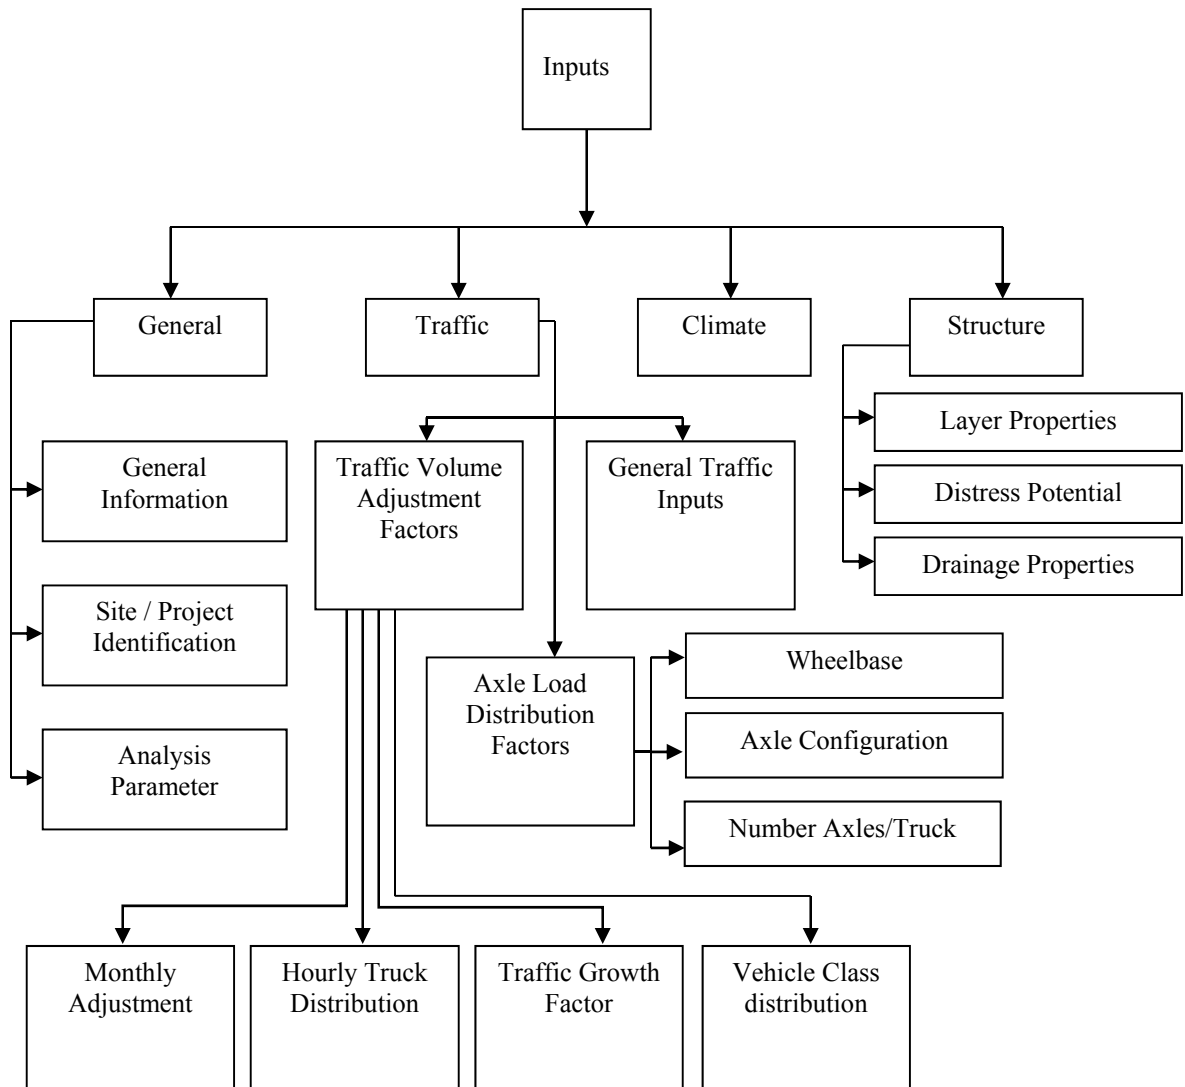 Inputs
General
Traffic
Climate
Structure
Layer Properties
Distress Potential
Drainage Properties
General
Information
Traffic Volume
Adjustment
Factors
General Traffic
Inputs
Site / Project
Identification
Analysis
Parameter
Axle Load
Distribution
Factors
Wheelbase
Axle Configuration
Number Axles/Truck
Monthly
Adjustment
Hourly Truck
Distribution
Traffic Growth
Factor
Vehicle Class
distribution